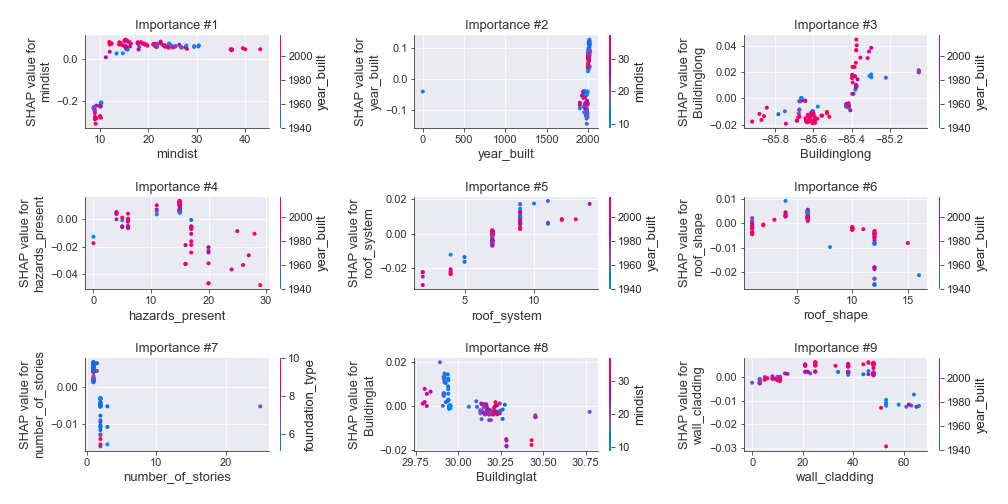 Importance #1
SHAP value for
mindist
0.0
−0.2
0
10
20
30
40
mindist
2000
1980
1960
1940
year_built
Importance #2
SHAP value for
year_built
0.1
0.0
−0.1
0
500
1000
1500
2000
year_built
30
20
10
mindist
Importance #3
SHAP value for
Buildinglong
0.04
0.02
0.00
−0.02
−85.8
−85.6
−85.4
−85.2
Buildinglong
2000
1980
1960
1940
year_built
Importance #4
SHAP value for
hazards_present
0.00
−0.02
−0.04
0
10
20
30
hazards_present
2000
1980
1960
1940
year_built
Importance #5
SHAP value for
roof_system
0.02
0.00
−0.02
5
10
roof_system
2000
1980
1960
1940
year_built
Importance #6
SHAP value for
roof_shape
0.01
0.00
−0.01
−0.02
5
10
15
roof_shape
2000
1980
1960
1940
year_built
Importance #7
SHAP value for
number_of_stories
0.00
−0.01
0
10
20
number_of_stories
10
8
6
foundation_type
Importance #8
SHAP value for
Buildinglat
0.02
0.00
−0.02
29.75
30.00
30.25
30.50
30.75
Buildinglat
30
20
10
mindist
Importance #9
SHAP value for
wall_cladding
0.00
−0.01
−0.02
−0.03
0
20
40
60
wall_cladding
2000
1980
1960
1940
year_built